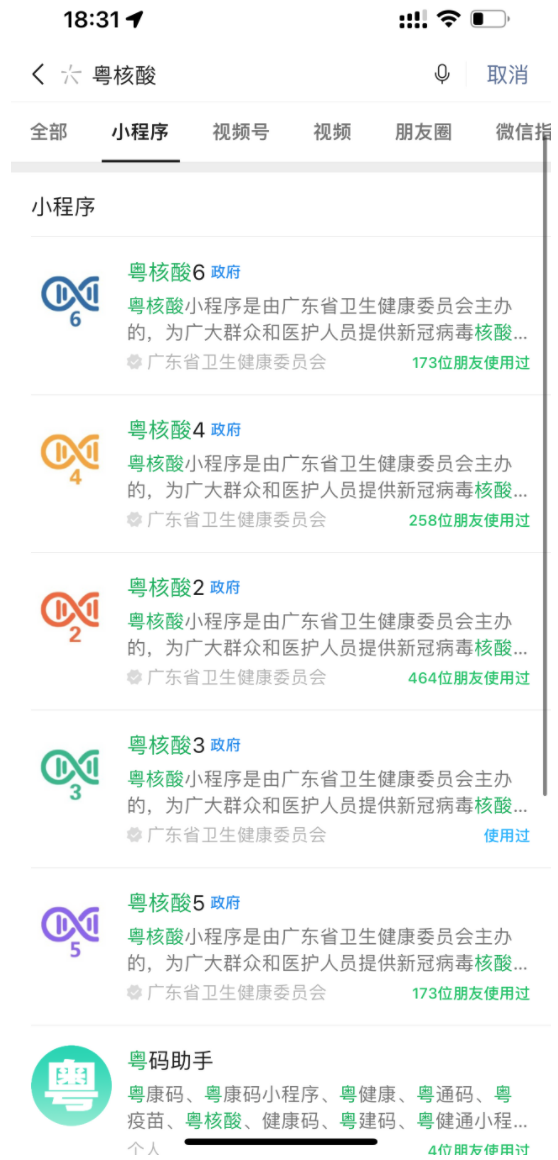 18:31
粤核酸
取消
全部 小程序 视频号 视频 朋友圈 微信指
小程序
6
粤核酸6 政府
粤核酸小程序是由广东省卫生健康委员会主办
的，为广大群众和医护人员提供新冠病毒核酸...
广东省卫生健康委员会
173位朋友使用过
4
粤核酸4 政府
粤核酸小程序是由广东省卫生健康委员会主办
的，为广大群众和医护人员提供新冠病毒核酸...
广东省卫生健康委员会
258位朋友使用过
2
粤核酸2 政府
粤核酸小程序是由广东省卫生健康委员会主办
的，为广大群众和医护人员提供新冠病毒核酸...
广东省卫生健康委员会
464位朋友使用过
3
粤核酸3 政府
粤核酸小程序是由广东省卫生健康委员会主办
的，为广大群众和医护人员提供新冠病毒核酸...
广东省卫生健康委员会
使用过
5
粤核酸5 政府
粤核酸小程序是由广东省卫生健康委员会主办
的，为广大群众和医护人员提供新冠病毒核酸...
广东省卫生健康委员会
173位朋友使用过
粤
粤码助手
粤康码、粤康码小程序、粤健康、粤通码、粤
疫苗、粤核酸、健康码、粤建码、粤健通小程...
个人
4位朋友使用过